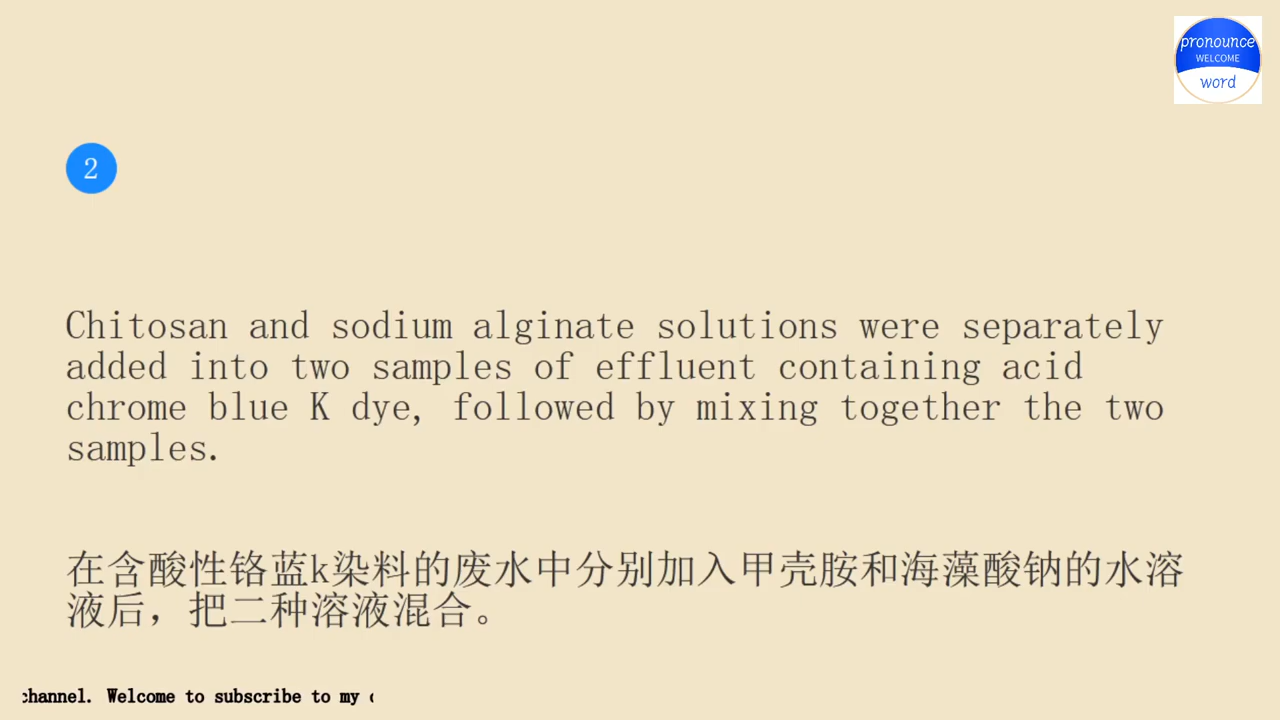 pronounce
WELCOME
word
2
Chitosan and sodium alginate solutions were separately
added into two samples of effluent containing acid
chrome blue K dye, followed by mixing together the two
samples.
在含酸性铬蓝k染料的废水中分别加入甲壳胺和海藻酸钠的水溶
液后，把二种溶液混合。
channel. Welcome to subscribe to my